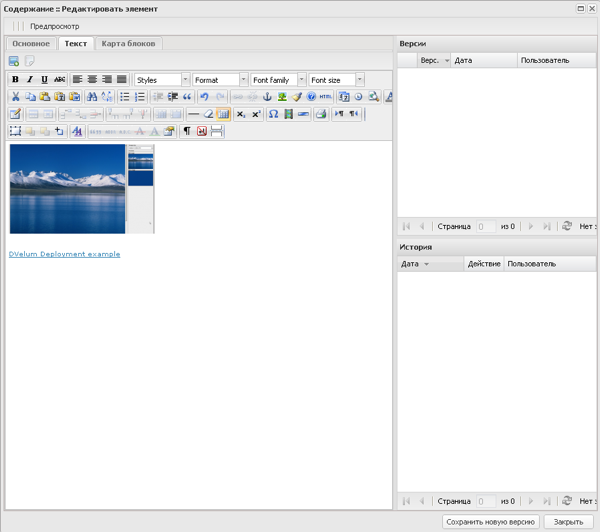 Содержание :: Редактировать элемент
Предпросмотр
Основное Текст Карта блоков
B I U ABC Styles Format Font family Font size
HTML
¶
DVelum Deployment example
Версии
Верс. Дата Пользователь
Страница 0 из 0 Нет
История
Дата Действие Пользователь
Страница 0 из 0 Нет
Сохранить новую версию Закрыть